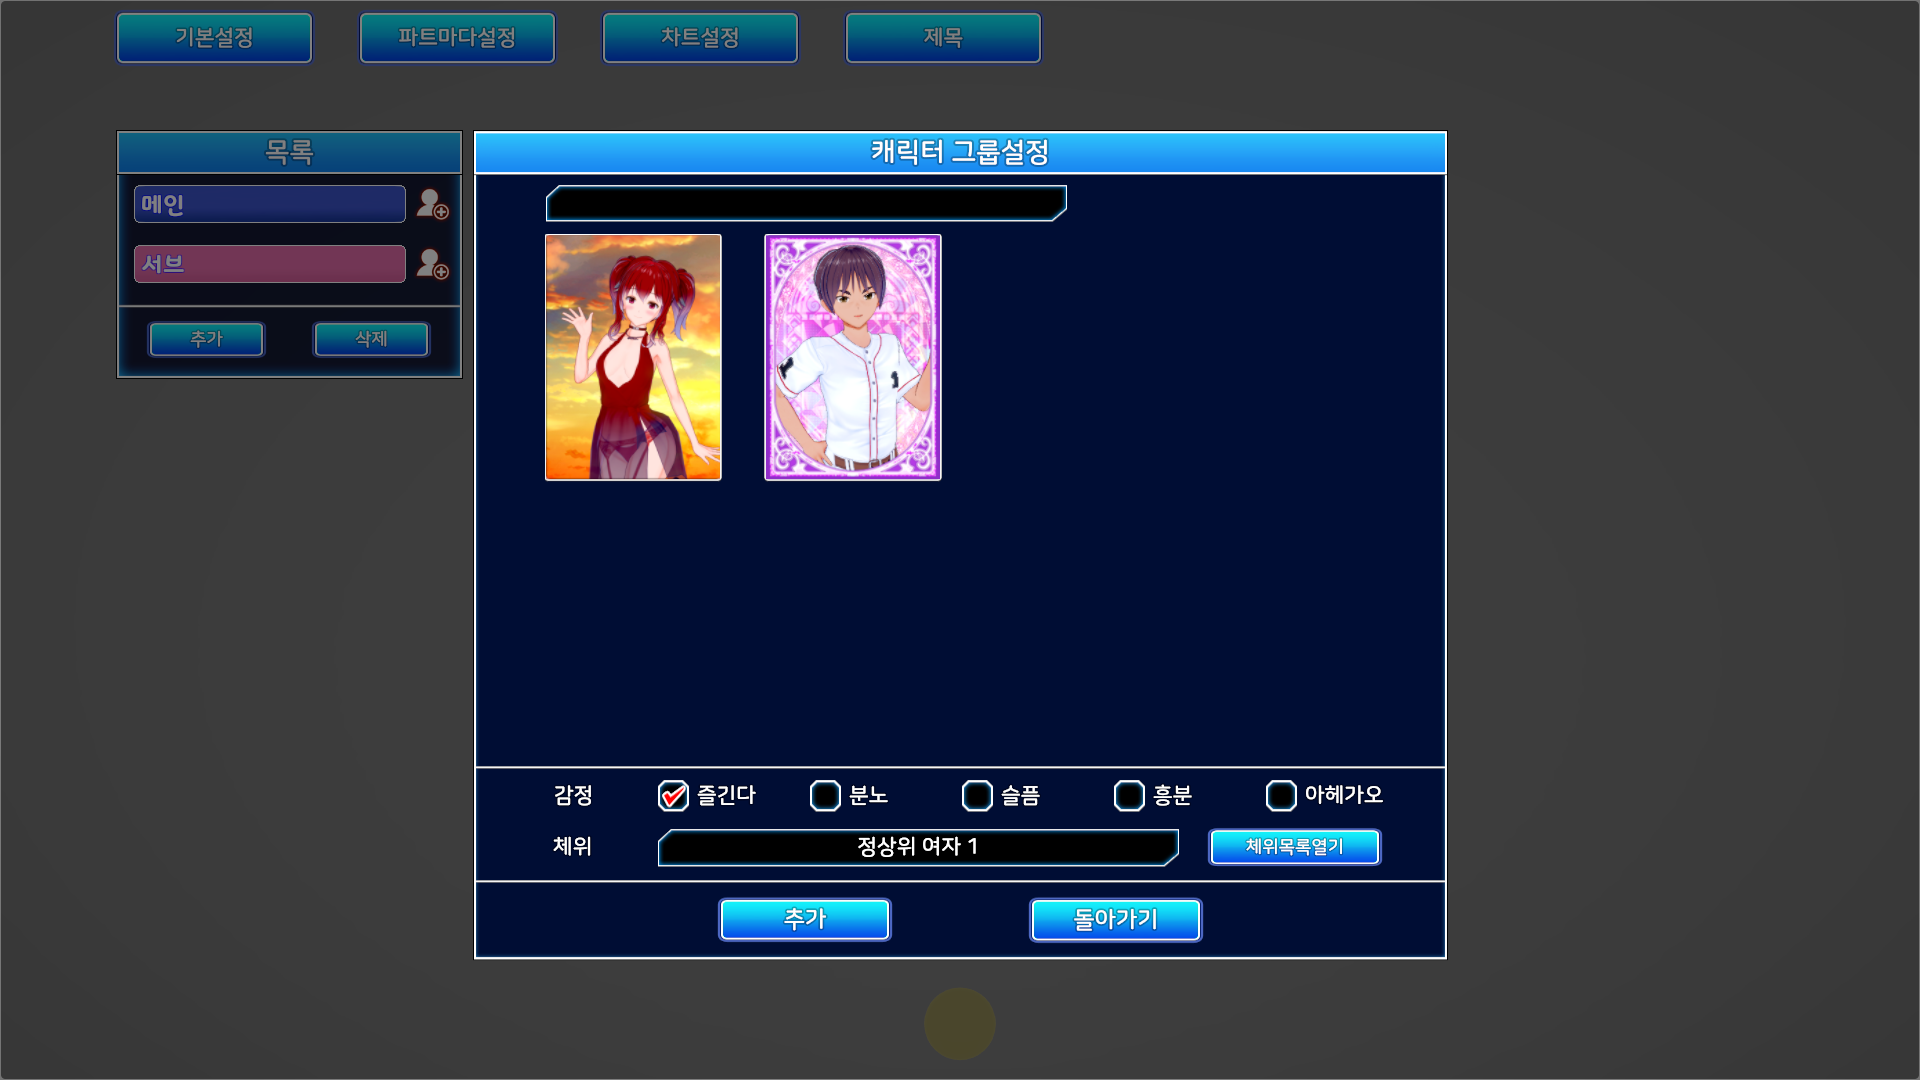 기본설정
파트마다설정
차트설정
제목
목록
메인
서브
추가
삭제
캐릭터 그룹설정
1
감정
즐긴다
분노
슬픔
흥분
아헤가오
체위
정상위 여자 1
체위목록열기
추가
돌아가기